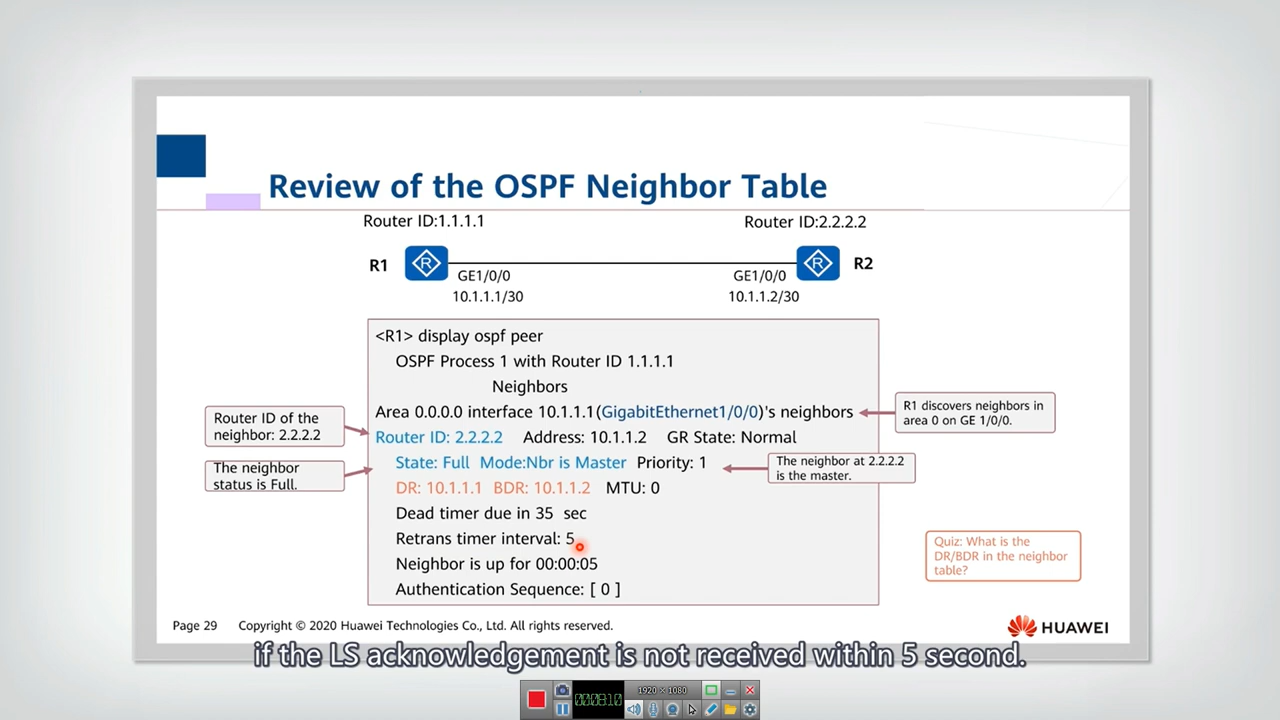 Review of the OSPF Neighbor Table
Router ID:1.1.1.1
Router ID:2.2.2.2
R1
R
R
R2
GE1/0/0
GE1/0/0
10.1.1.1/30
10.1.1.2/30
<R1> display ospf peer
OSPF Process 1 with Router ID 1.1.1.1
Neighbors
Area 0.0.0.0 interface 10.1.1.1(GigabitEthernet1/0/0)'s neighbors
Router ID: 2.2.2.2 Address: 10.1.1.2 GR State: Normal
State: Full Mode:Nbr is Master Priority: 1
DR: 10.1.1.1 BDR: 10.1.1.2 MTU: 0
Dead timer due in 35 sec
Retrans timer interval: 5
Neighbor is up for 00:00:05
Authentication Sequence: [ 0 ]
Router ID of the
neighbor: 2.2.2.2
The neighbor
status is Full.
R1 discovers neighbors in
area 0 on GE 1/0/0.
The neighbor at 2.2.2.2
is the master.
Quiz: What is the
DR/BDR in the neighbor
table?
Page 29 Copyright © 2020 Huawei Technologies Co., Ltd. All rights reserved.
HUAWEI
if the LS acknowledgement is not received within 5 second.
1920 × 1080